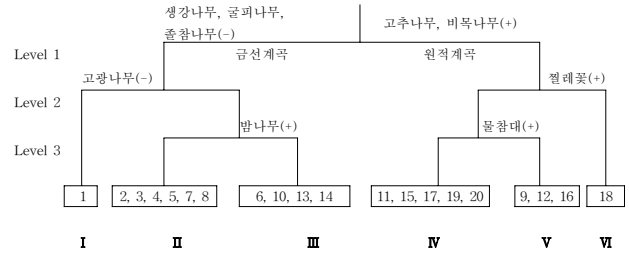 생강나무, 굴피나무,
졸참나무(-)
고추나무, 비목나무(+)
Level 1
금선계곡
원적계곡
고광나무(-)
찔레꽃(+)
Level 2
밤나무(+)
물참대(+)
Level 3
1
2, 3, 4, 5, 7, 8
6, 10, 13, 14
11, 15, 17, 19, 20
9, 12, 16
18
Ⅰ
Ⅱ
Ⅲ
Ⅳ
Ⅴ
Ⅵ